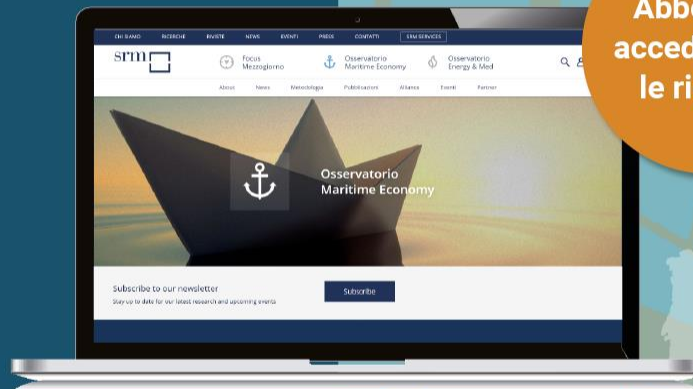 CHI SIAMO RICERCHE RIVISTE NEWS EVENTI PRESS CONTATTI SRM SERVICES
srm
Focus
Mezzogiorno
Osservatorio
Maritime Economy
Osservatorio
Energy & Med
About News Metodologia Pubblicazioni Alliance Eventi Partner
Osservatorio
Maritime Economy
Subscribe to our newsletter
Stay up to date for our latest research and upcoming events
Subscribe
Abbo
acced
le ri